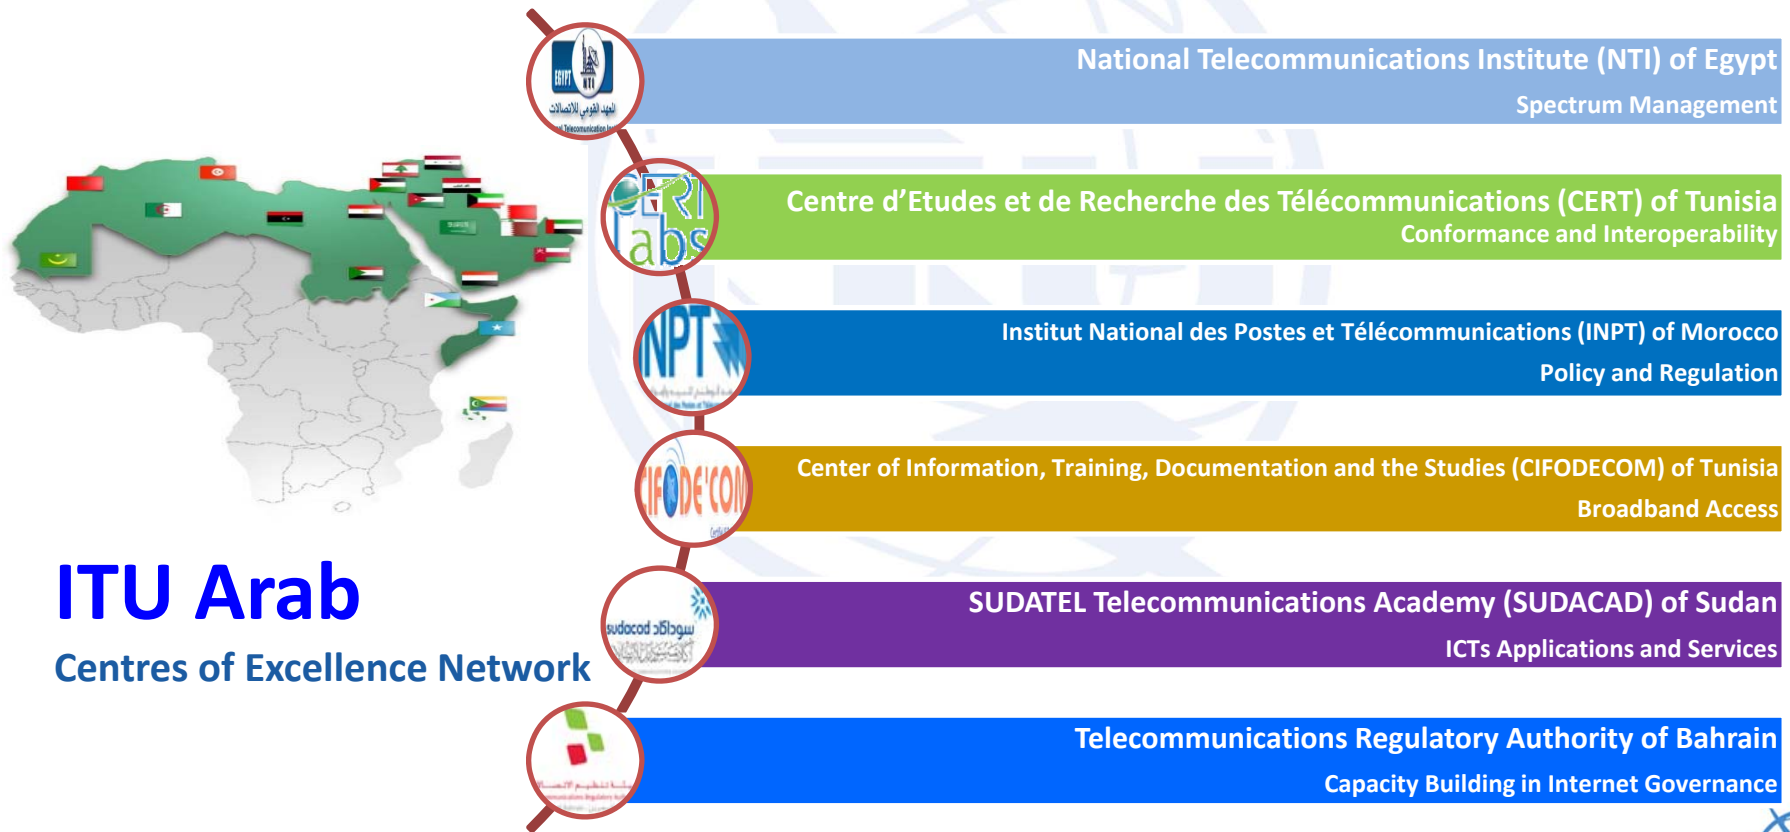 EGYPT
NTI
المعهد القومي للاتصالات
National Telecommunications Institute (NTI) of Egypt
Spectrum Management
CERT
Labs
Centre d'Etudes et de Recherche des Télécommunications (CERT) of Tunisia
Conformance and Interoperability
INPT
Institut National des Postes et Télécommunications (INPT) of Morocco
Policy and Regulation
CIFODE'COM
Center of Information, Training, Documentation and the Studies (CIFODECOM) of Tunisia
Broadband Access
ITU Arab
Centres of Excellence Network
sudacad سوداكاد
SUDATEL Telecommunications Academy (SUDACAD) of Sudan
ICTs Applications and Services
Telecommunications Regulatory Authority of Bahrain
Capacity Building in Internet Governance